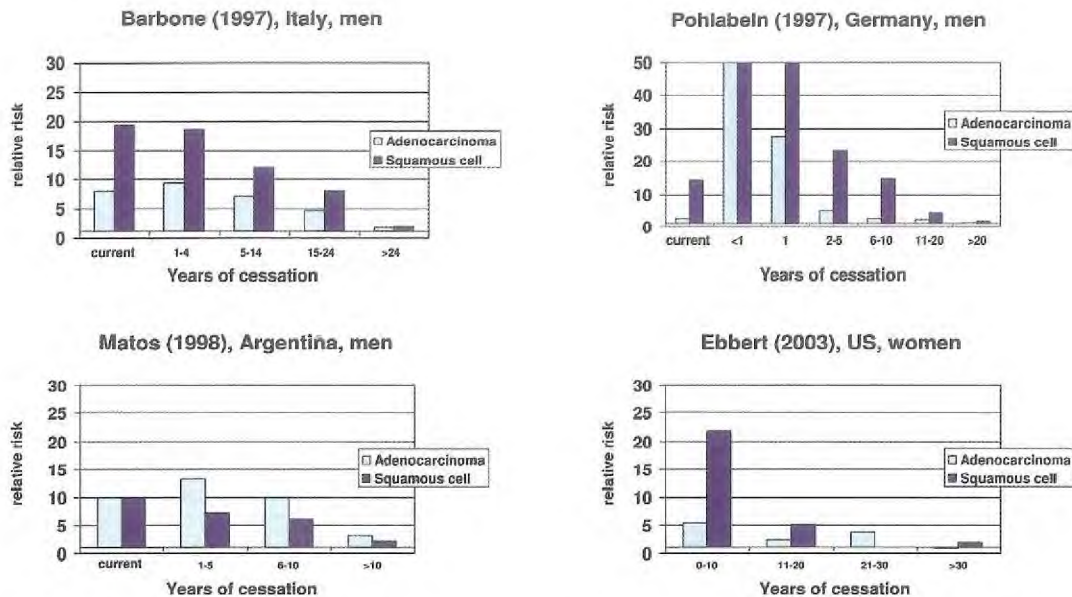 Barbone (1997), Italy, men
relative risk
30
25
20
15
10
5
0
current 1-4 5-14 15-24 >24
Years of cessation
Adenocarcinoma
Squamous cell
Pohlabeln (1997), Germany, men
relative risk
50
40
30
20
10
0
current <1 1 2-5 6-10 11-20 >20
Years of cessation
Adenocarcinoma
Squamous cell
Matos (1998), Argentina, men
relative risk
30
25
20
15
10
5
0
current 1-5 6-10 >10
Years of cessation
Adenocarcinoma
Squamous cell
Ebbert (2003), US, women
relative risk
30
25
20
15
10
5
0
0-10 11-20 21-30 >30
Years of cessation
Adenocarcinoma
Squamous cell